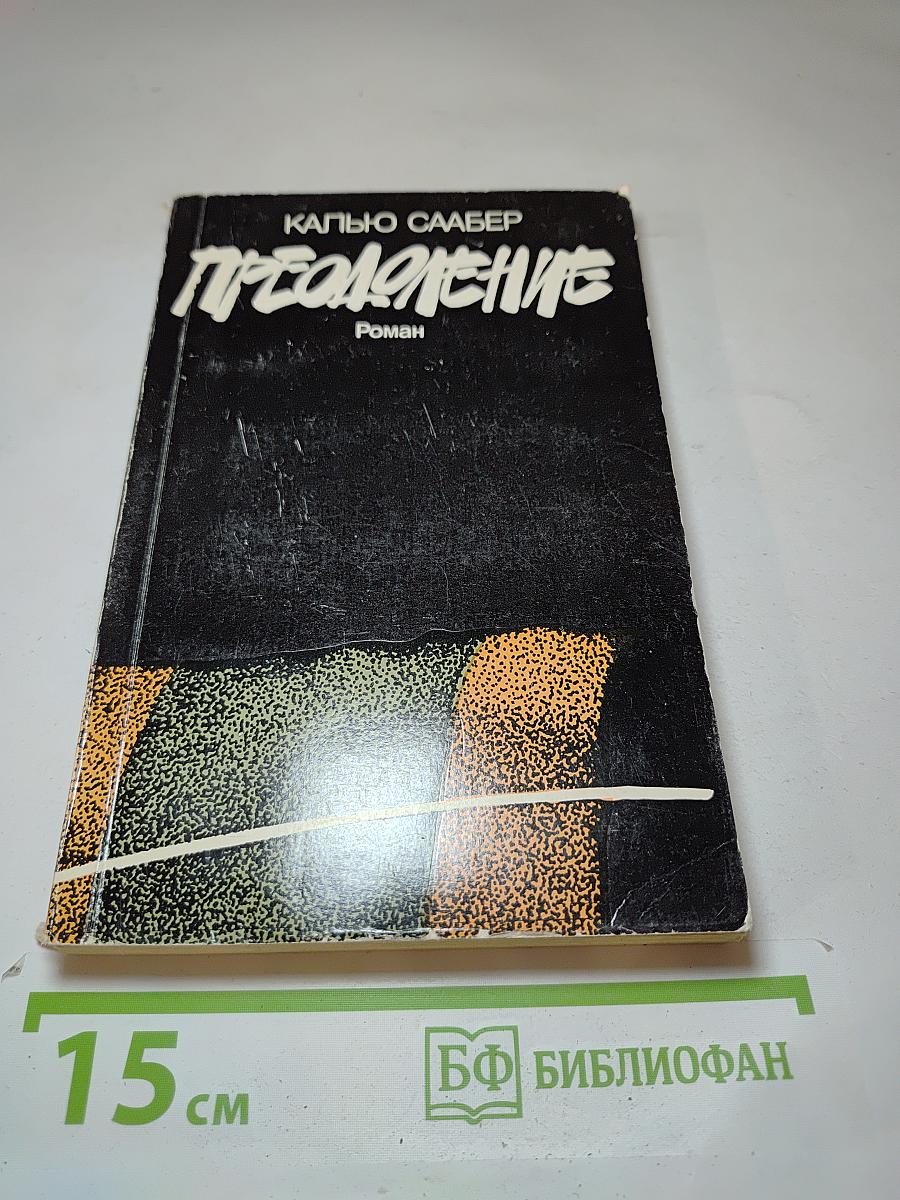 КАЛЬЮ СААБЕР
ПРЕОДОЛЕНИЕ
Роман
15 см
БФ БИБЛИОФАН